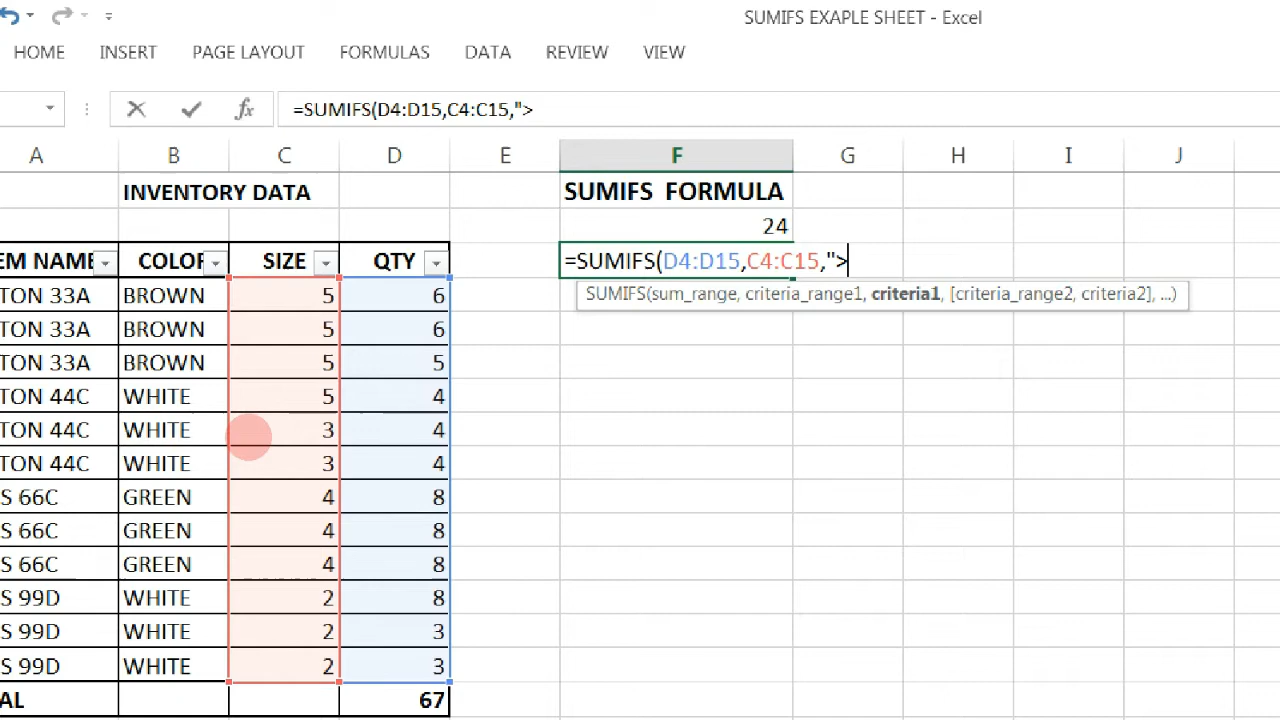 SUMIFS EXAPLE SHEET - Excel
HOME INSERT PAGE LAYOUT FORMULAS DATA REVIEW VIEW
fx =SUMIFS(D4:D15,C4:C15,">
A B C D E F G H I J
INVENTORY DATA SUMIFS FORMULA
24
EM NAME COLOF SIZE QTY =SUMIFS(D4:D15,C4:C15,">
TON 33A BROWN 5 6 SUMIFS(sum_range, criteria_range1, criteria1, [criteria_range2, criteria2], ...)
TON 33A BROWN 5 6
TON 33A BROWN 5 5
TON 44C WHITE 5 4
TON 44C WHITE 3 4
TON 44C WHITE 3 4
S 66C GREEN 4 8
S 66C GREEN 4 8
S 66C GREEN 4 8
S 99D WHITE 2 8
S 99D WHITE 2 3
S 99D WHITE 2 3
AL 67